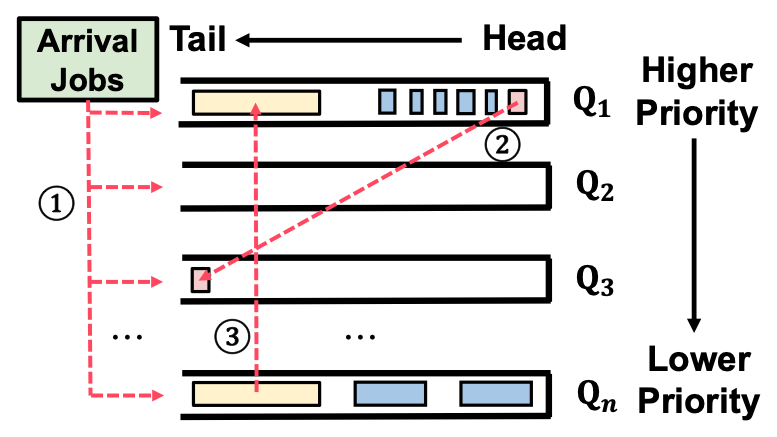 Arrival
Jobs
Tail
Head
Higher
Priority
Q1
②
Q2
①
Q3
...
③
...
Lower
Priority
Qn